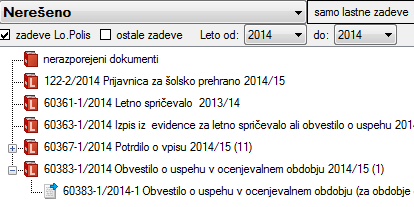 Nerešeno samo lastne zadeve
zadeve Lo.Polis ostale zadeve Leto od: 2014 do: 2014
nerazporejeni dokumenti
122-2/2014 Prijavnica za šolsko prehrano 2014/15
60361-1/2014 Letno spričevalo 2013/14
60363-1/2014 Izpis iz evidence za letno spričevalo ali obvestilo o uspehu 2014
60367-1/2014 Potrdilo o vpisu 2014/15 (11)
60383-1/2014 Obvestilo o uspehu v ocenjevalnem obdobju 2014/15 (1)
60383-1/2014-1 Obvestilo o uspehu v ocenjevalnem obdobju (za obdobje